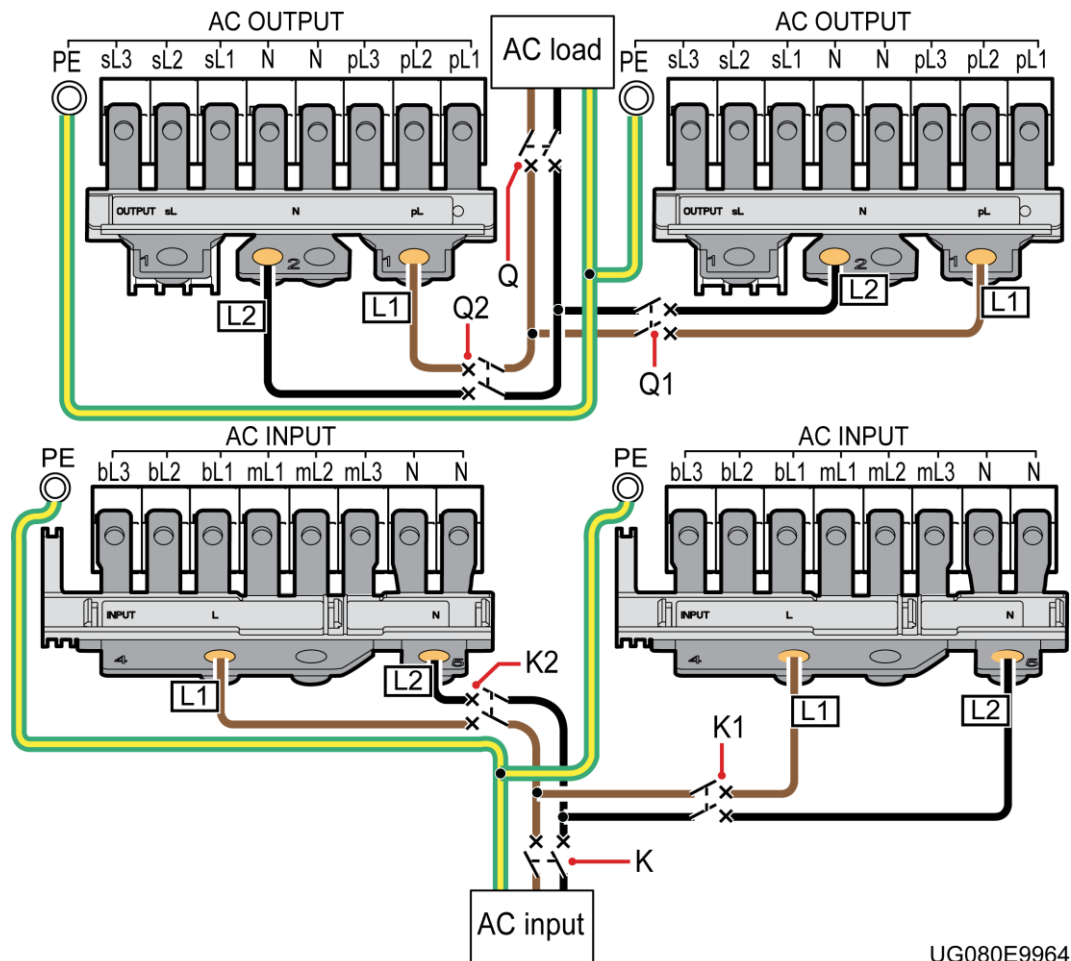 AC OUTPUT AC load AC OUTPUT
PE sL3 sL2 sL1 N N pL3 pL2 pL1 PE sL3 sL2 sL1 N N pL3 pL2 pL1
OUTPUT sL N pL OUTPUT sL N pL
1 2 1 1 2 1
L2 L1 Q L2 L1
Q2 Q1
AC INPUT AC INPUT
PE bL3 bL2 bL1 mL1 mL2 mL3 N N PE bL3 bL2 bL1 mL1 mL2 mL3 N N
INPUT L N INPUT L N
4 5 4 5
L1 L2 K2 L1 L2
K1
K
AC input
UG080E9964